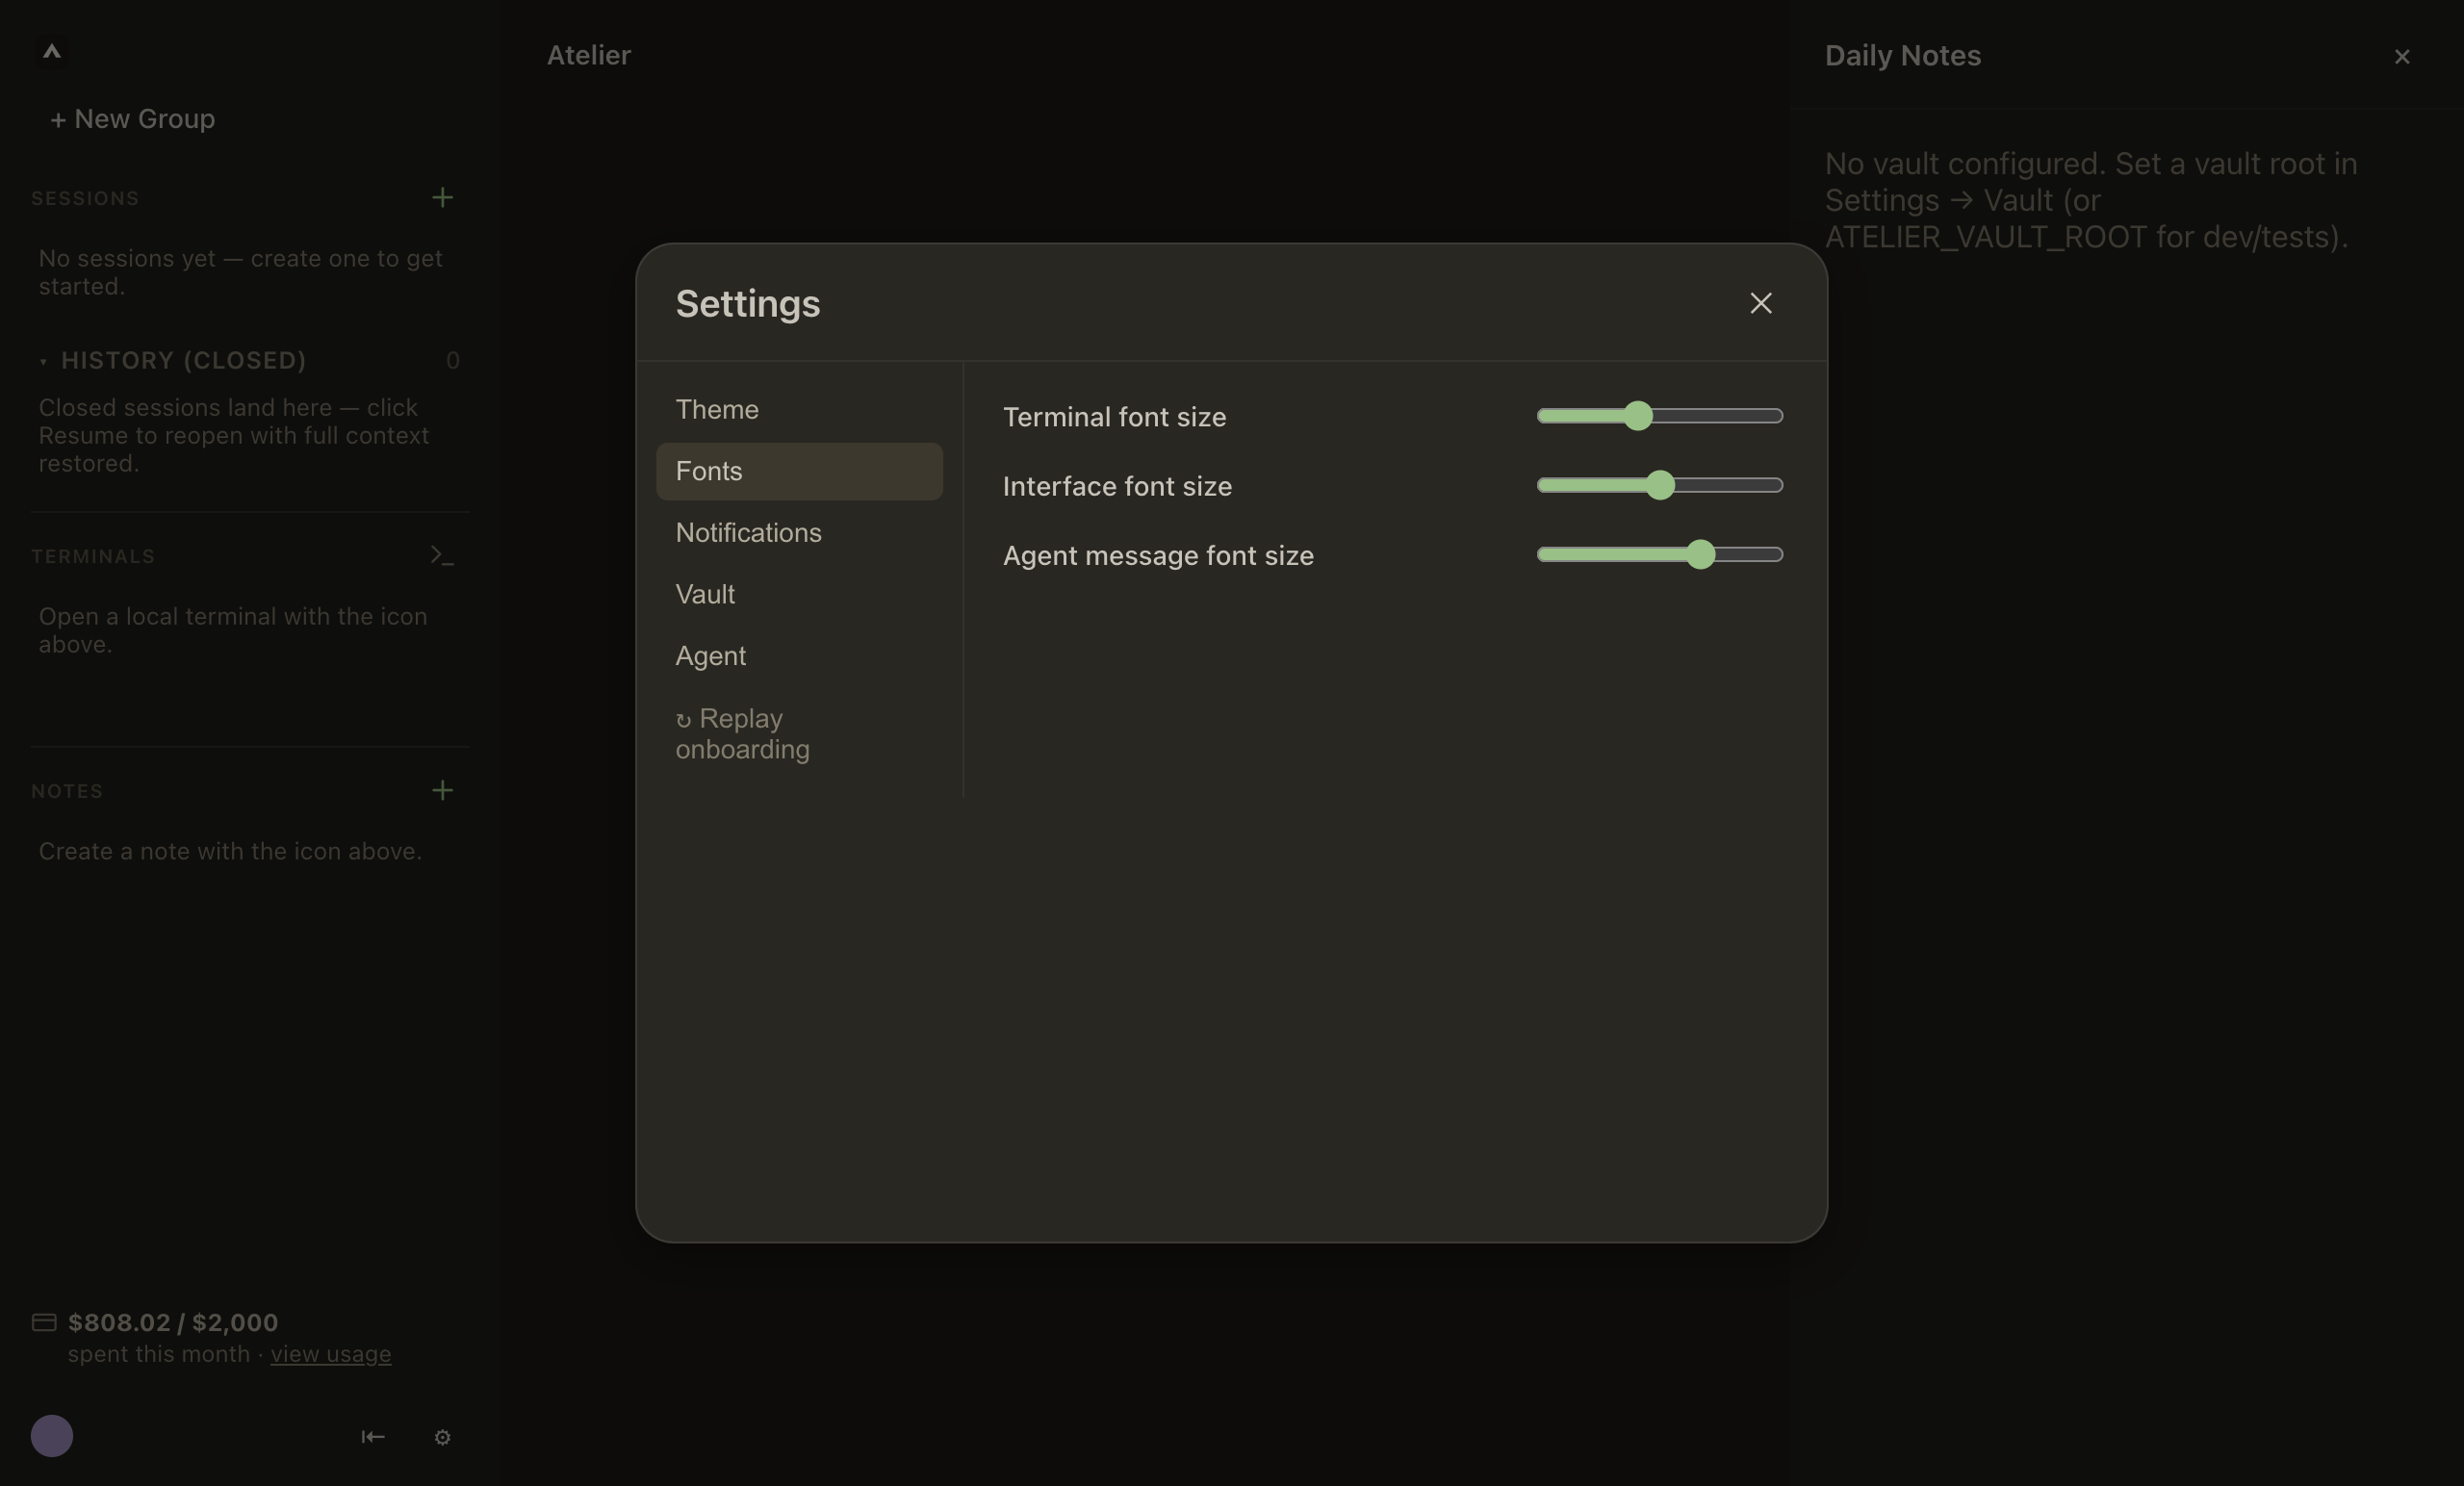 + New Group
SESSIONS
No sessions yet — create one to get
started.
HISTORY (CLOSED) 0
Closed sessions land here — click
Resume to reopen with full context
restored.
TERMINALS
Open a local terminal with the icon
above.
NOTES
Create a note with the icon above.
$808.02 / $2,000
spent this month · view usage
Atelier
Settings
Theme
Fonts
Notifications
Vault
Agent
↻ Replay
onboarding
Terminal font size
Interface font size
Agent message font size
Daily Notes
No vault configured. Set a vault root in
Settings → Vault (or
ATELIER_VAULT_ROOT for dev/tests).